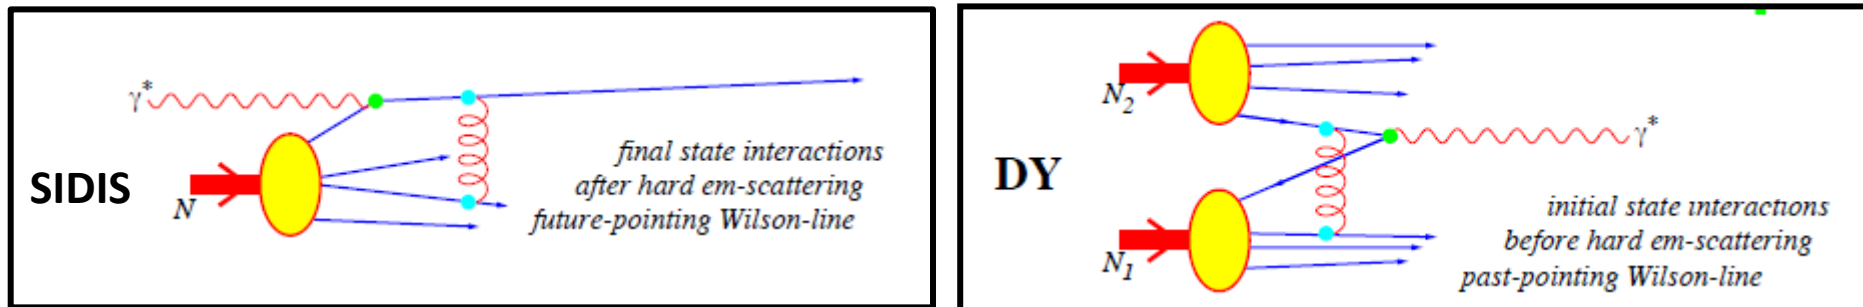 γ*
SIDIS
N
final state interactions
after hard em-scattering
future-pointing Wilson-line
N2
γ*
DY
N1
initial state interactions
before hard em-scattering
past-pointing Wilson-line